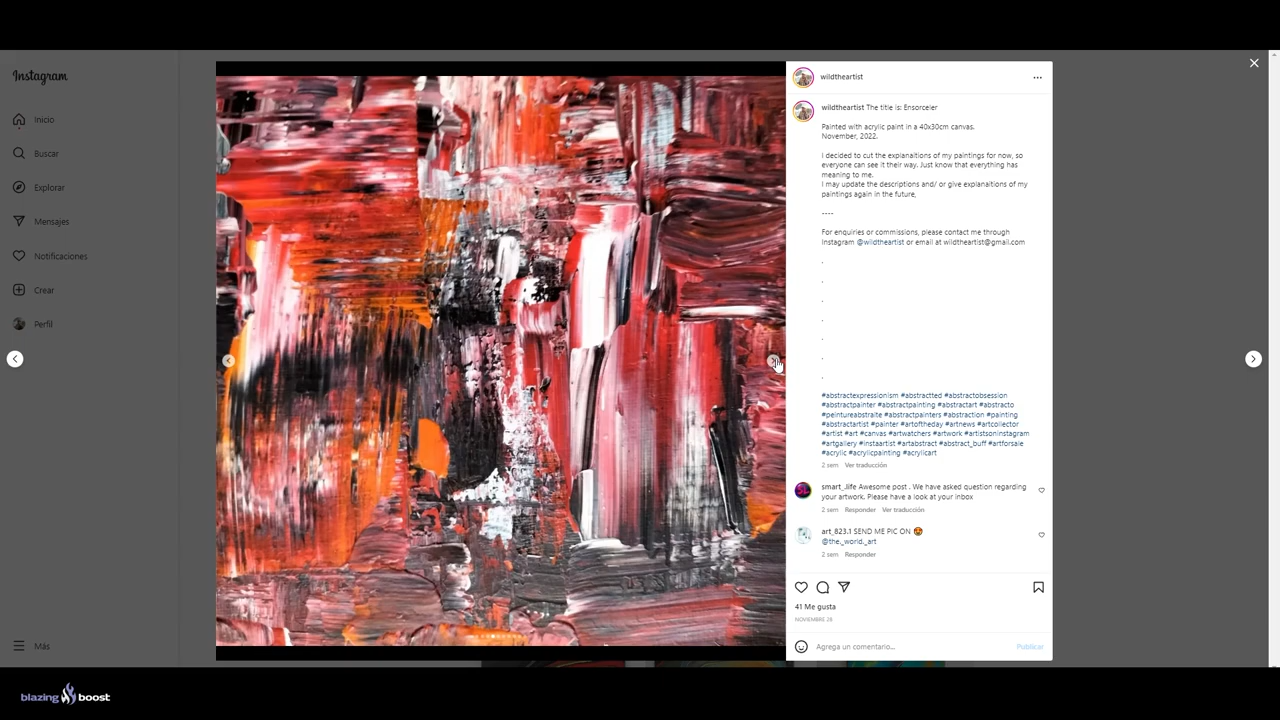 Instagram
Inicio
Buscar
Explorar
Mensajes
Notificaciones
Crear
Perfil
Más
wildtheartist
wildtheartist The title is: Ensorceler
Painted with acrylic paint in a 40x30cm canvas.
November, 2022.
I decided to cut the explanaitions of my paintings for now, so
everyone can see it their way. Just know that everything has
meaning to me.
I may update the descriptions and/ or give explanaitions of my
paintings again in the future,
----
For enquiries or commissions, please contact me through
Instagram @wildtheartist or email at wildtheartist@gmail.com
.
.
.
.
.
.
.
#abstractexpressionism #abstractted #abstractobsession
#abstractpainter #abstractpainting #abstractart #abstracto
#peintureabstraite #abstractpainters #abstraction #painting
#abstractartist #painter #artoftheday #artnews #artcollector
#artist #art #canvas #artwatchers #artwork #artistsoninstagram
#artgallery #instaartist #artabstract #abstract_buff #artforsale
#acrylic #acrylicpainting #acrylicart
2 sem Ver traducción
smart_.life Awesome post . We have asked question regarding
your artwork. Please have a look at your inbox
2 sem Responder Ver traducción
art_823.1 SEND ME PIC ON 😍
@the._world._art
2 sem Responder
41 Me gusta
NOVIEMBRE 28
Agrega un comentario...
Publicar
blazing boost